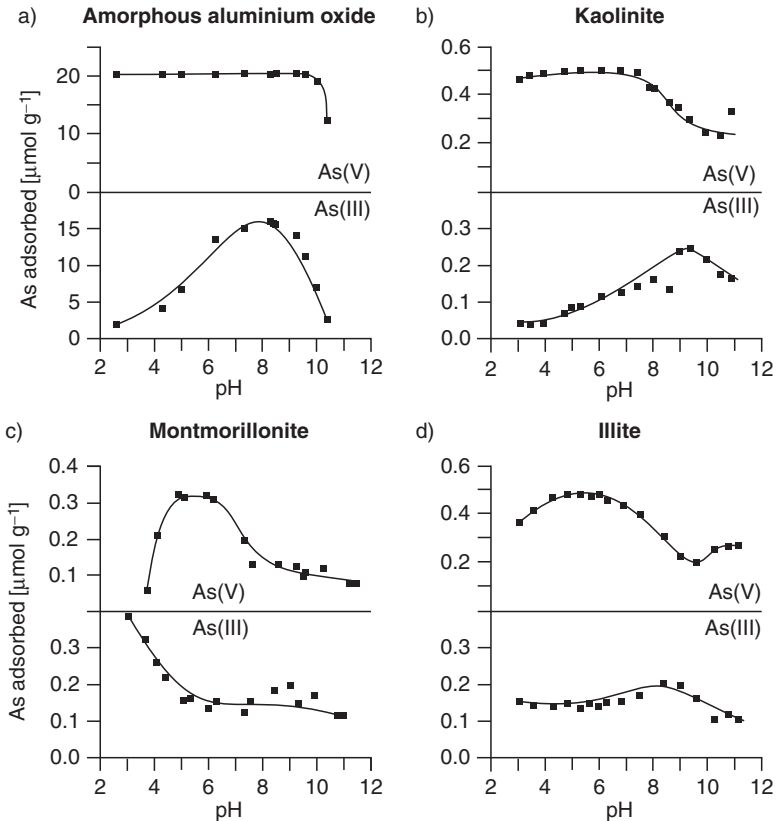 a) Amorphous aluminium oxide
As adsorbed [μmol g⁻¹]
20
10
0
As(V)
As(III)
15
10
5
0
2 4 6 8 10 12
pH
b) Kaolinite
0.6
0.4
0.2
As(V)
As(III)
0.3
0.2
0.1
0.0
2 4 6 8 10 12
pH
c) Montmorillonite
As adsorbed [μmol g⁻¹]
0.4
0.3
0.2
0.1
As(V)
As(III)
0.3
0.2
0.1
0.0
2 4 6 8 10 12
pH
d) Illite
0.6
0.4
0.2
As(V)
As(III)
0.3
0.2
0.1
0.0
2 4 6 8 10 12
pH